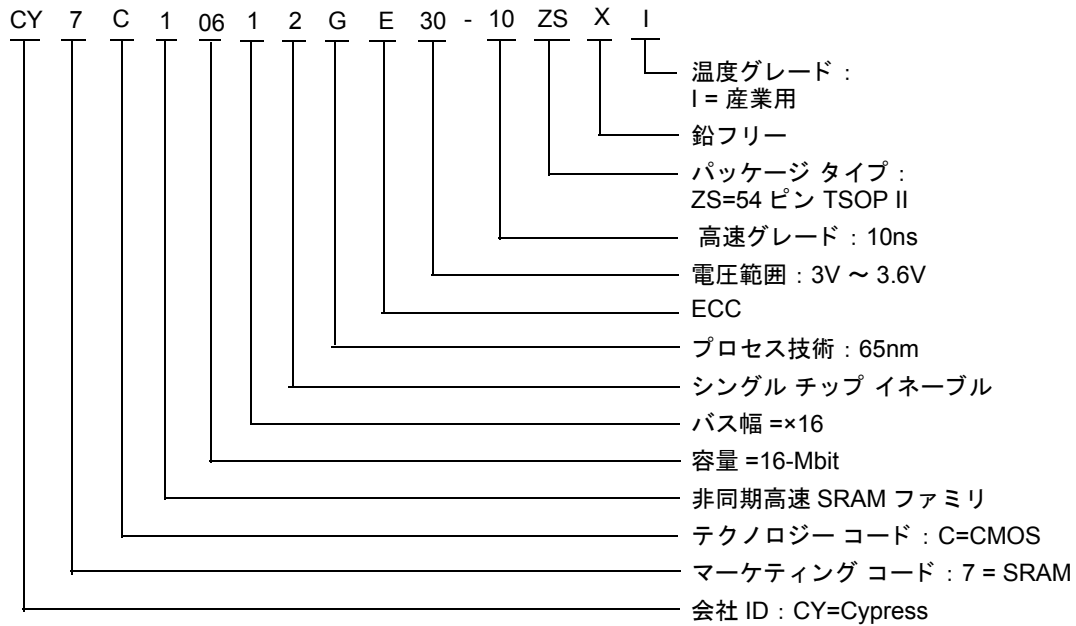 CY 7 C 1 06 1 2 G E 30 - 10 ZS X I
温度グレード :
I = 産業用
鉛フリー
パッケージ タイプ :
ZS=54 ピン TSOP II
高速グレード : 10ns
電圧範囲 : 3V ～ 3.6V
ECC
プロセス技術 : 65nm
シングル チップ イネーブル
バス幅 =×16
容量 =16-Mbit
非同期高速 SRAM ファミリ
テクノロジー コード : C=CMOS
マーケティング コード : 7 = SRAM
会社 ID : CY=Cypress